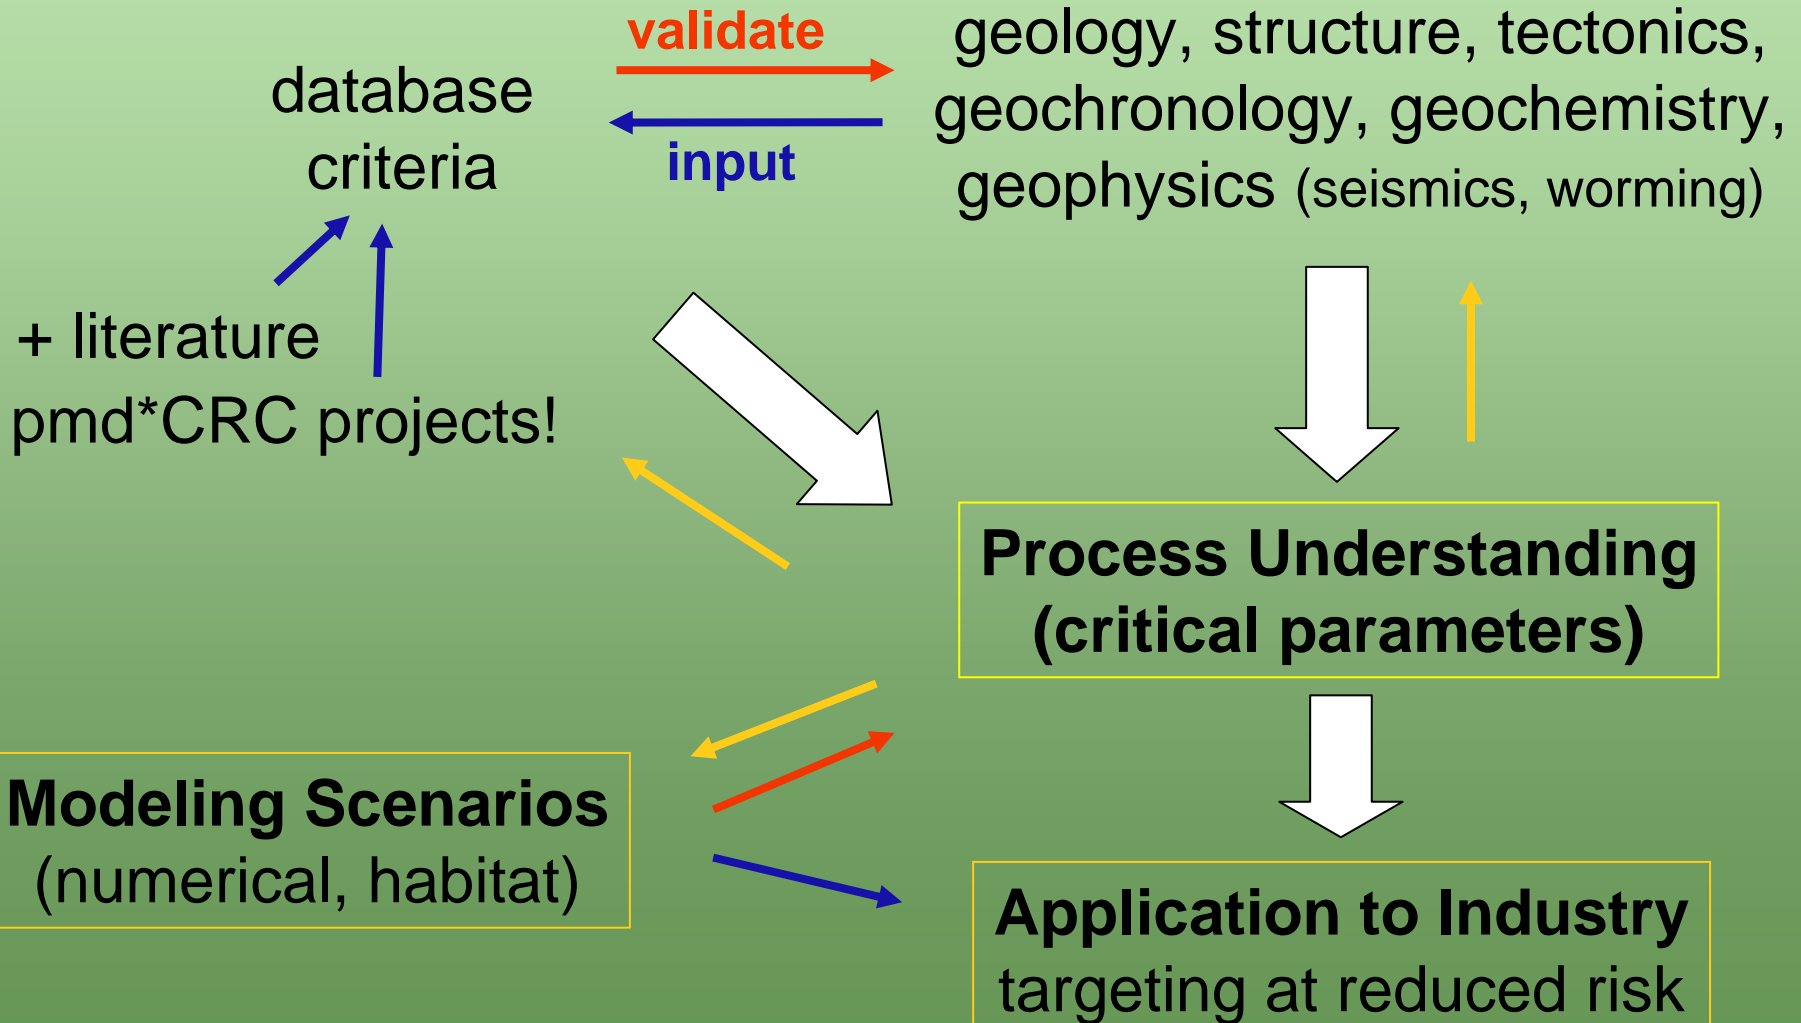 validate
database
criteria
input
geology, structure, tectonics,
geochronology, geochemistry,
geophysics (seismics, worming)
+ literature
pmd*CRC projects!
Process Understanding
(critical parameters)
Modeling Scenarios
(numerical, habitat)
Application to Industry
targeting at reduced risk